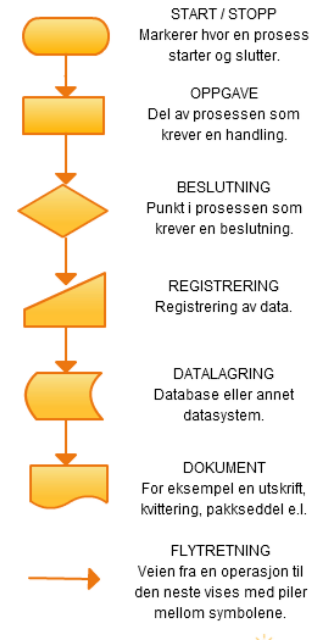 START / STOPP
Markerer hvor en prosess
starter og slutter.
OPPGAVE
Del av prosessen som
krever en handling.
BESLUTNING
Punkt i prosessen som
krever en beslutning.
REGISTRERING
Registrering av data.
DATALAGRING
Database eller annet
datasystem.
DOKUMENT
For eksempel en utskrift,
kvittering, pakkseddel e.l.
FLYTRETNING
Veien fra en operasjon til
den neste vises med piler
mellom symbolene.